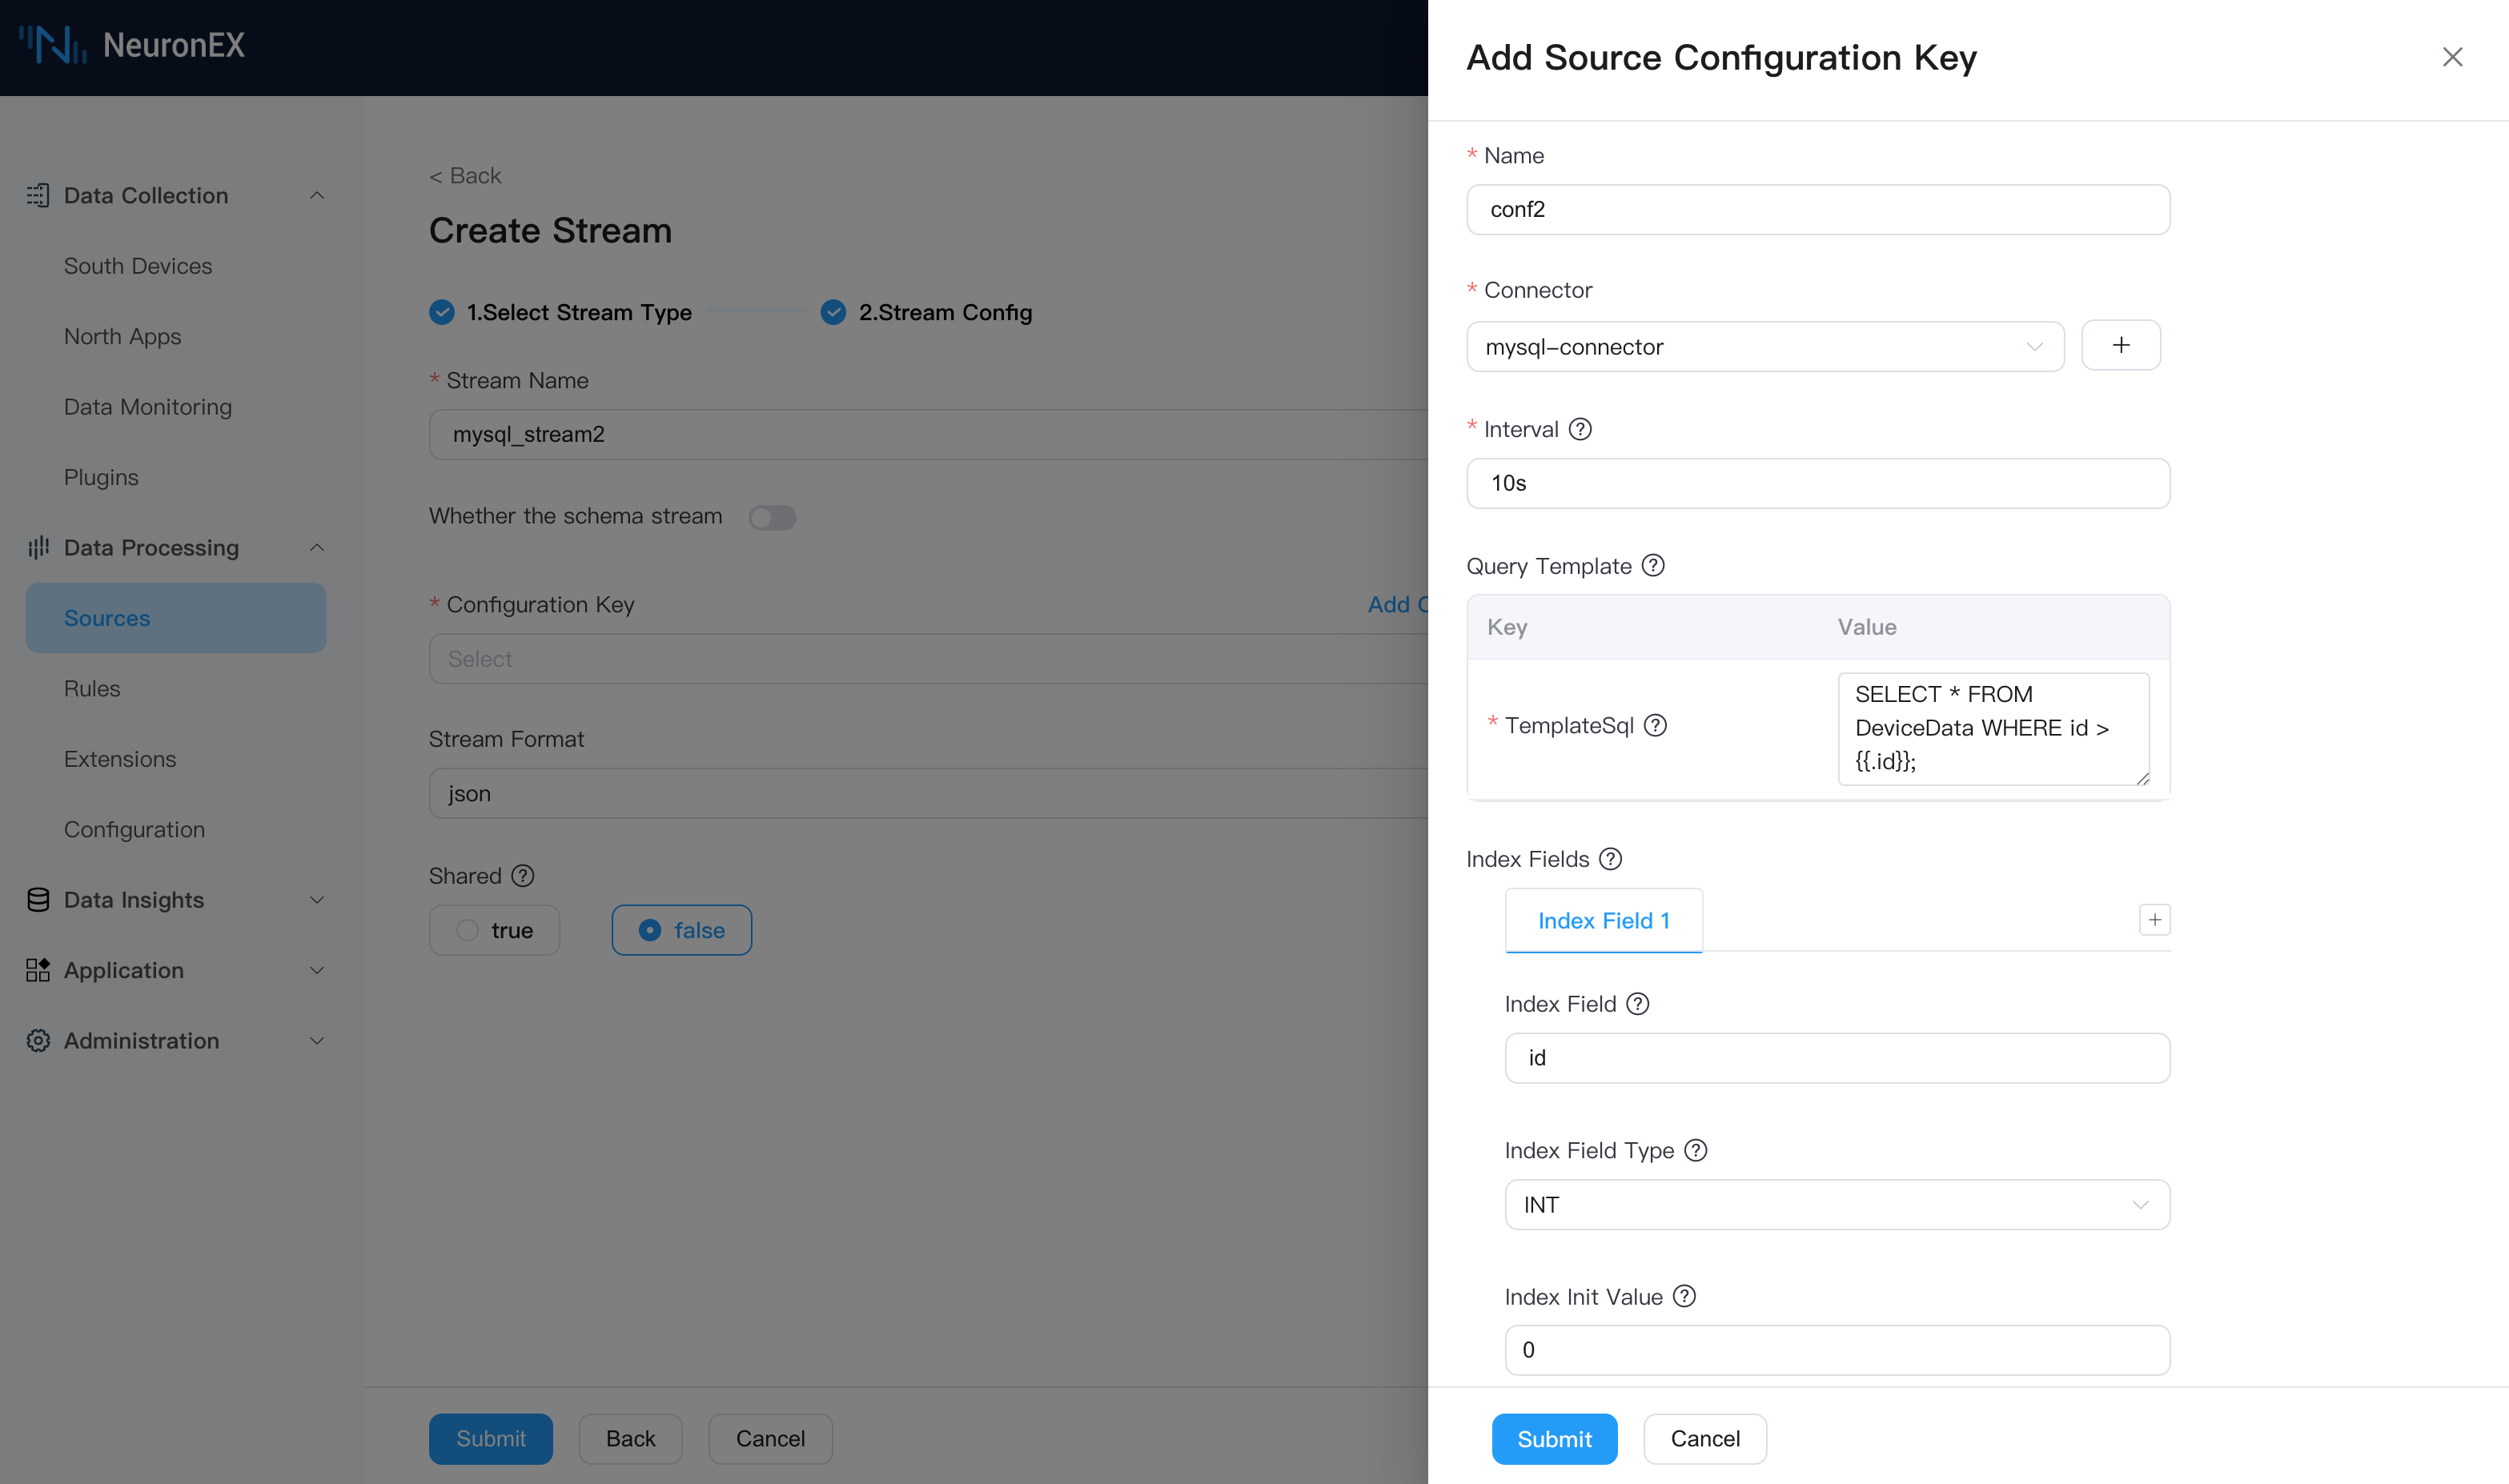 NeuronEX
Data Collection
South Devices
North Apps
Data Monitoring
Plugins
Data Processing
Sources
Rules
Extensions
Configuration
Data Insights
Application
Administration
< Back
Create Stream
1.Select Stream Type
2.Stream Config
* Stream Name
mysql_stream2
Whether the schema stream
* Configuration Key
Add C
Select
Stream Format
json
Shared ?
true
false
Submit
Back
Cancel
Add Source Configuration Key
* Name
conf2
* Connector
mysql-connector
+
* Interval ?
10s
Query Template ?
Key
Value
* TemplateSql ?
SELECT * FROM
DeviceData WHERE id >
{{.id}};
Index Fields ?
Index Field 1
+
Index Field ?
id
Index Field Type ?
INT
Index Init Value ?
0
Submit
Cancel